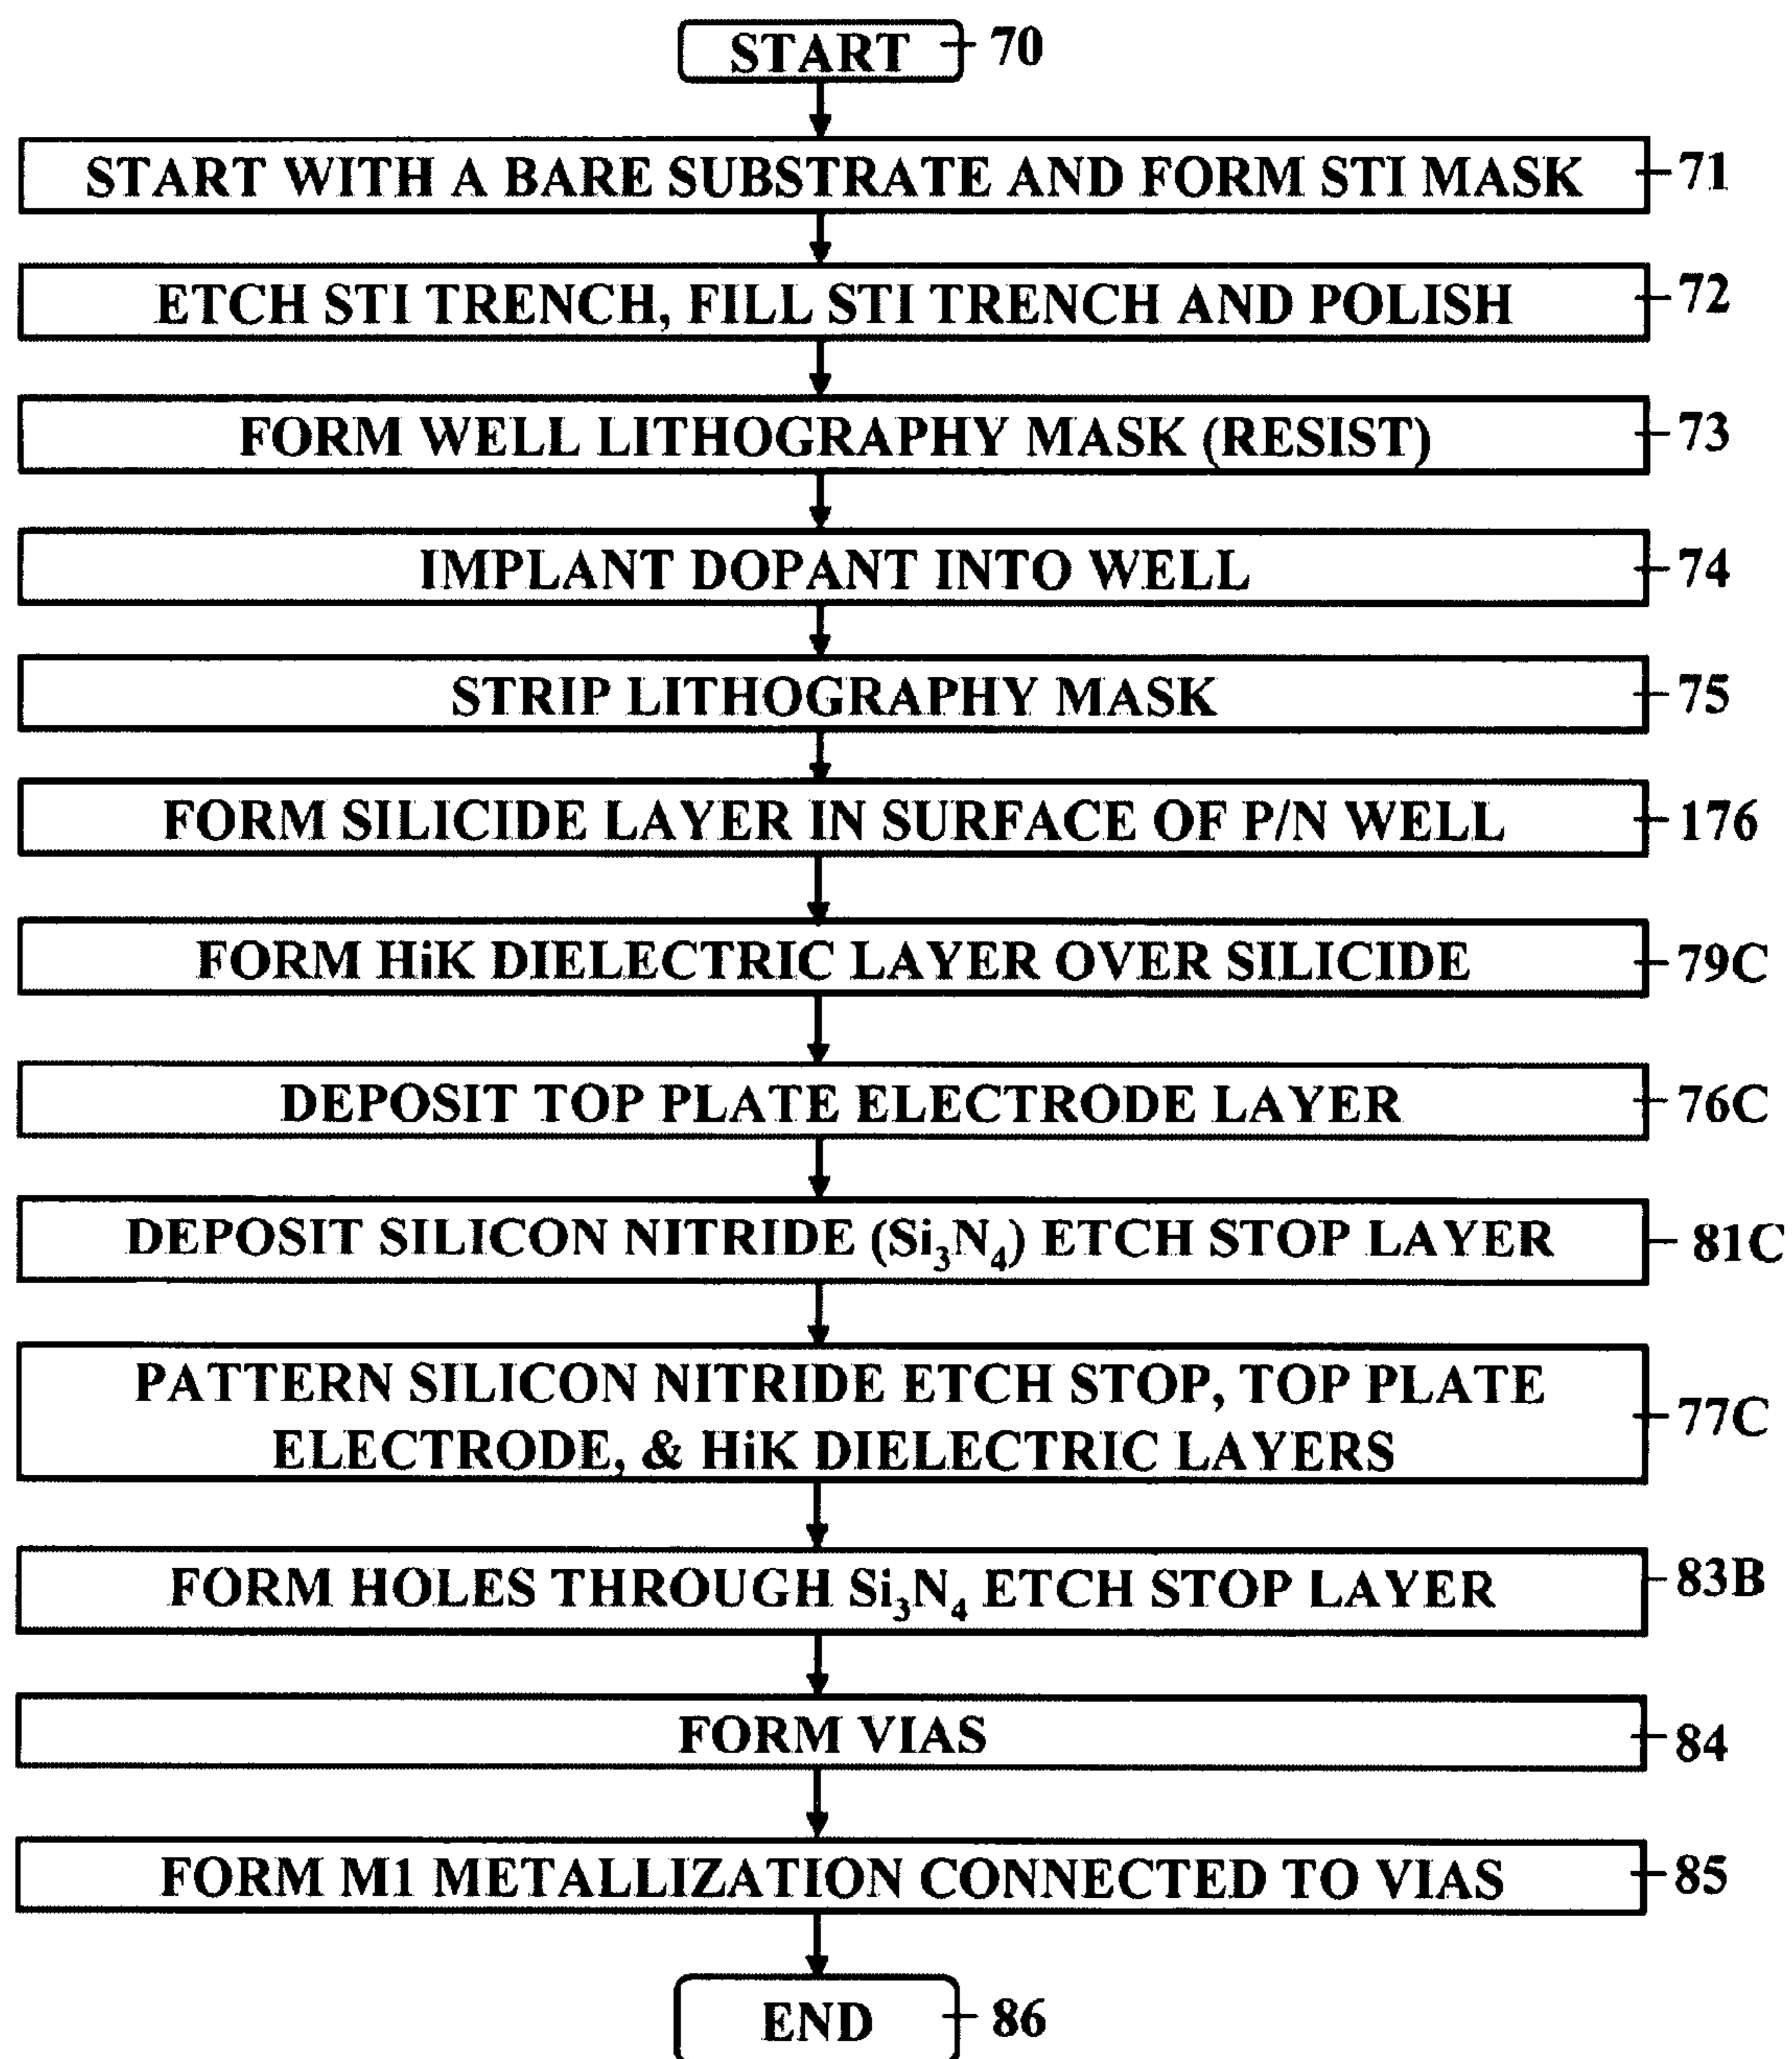 START 70
START WITH A BARE SUBSTRATE AND FORM STI MASK 71
ETCH STI TRENCH, FILL STI TRENCH AND POLISH 72
FORM WELL LITHOGRAPHY MASK (RESIST) 73
IMPLANT DOPANT INTO WELL 74
STRIP LITHOGRAPHY MASK 75
FORM SILICIDE LAYER IN SURFACE OF P/N WELL 176
FORM HiK DIELECTRIC LAYER OVER SILICIDE 79C
DEPOSIT TOP PLATE ELECTRODE LAYER 76C
DEPOSIT SILICON NITRIDE (Si₃N₄) ETCH STOP LAYER 81C
PATTERN SILICON NITRIDE ETCH STOP, TOP PLATE
ELECTRODE, & HiK DIELECTRIC LAYERS 77C
FORM HOLES THROUGH Si₃N₄ ETCH STOP LAYER 83B
FORM VIAS 84
FORM M1 METALLIZATION CONNECTED TO VIAS 85
END 86